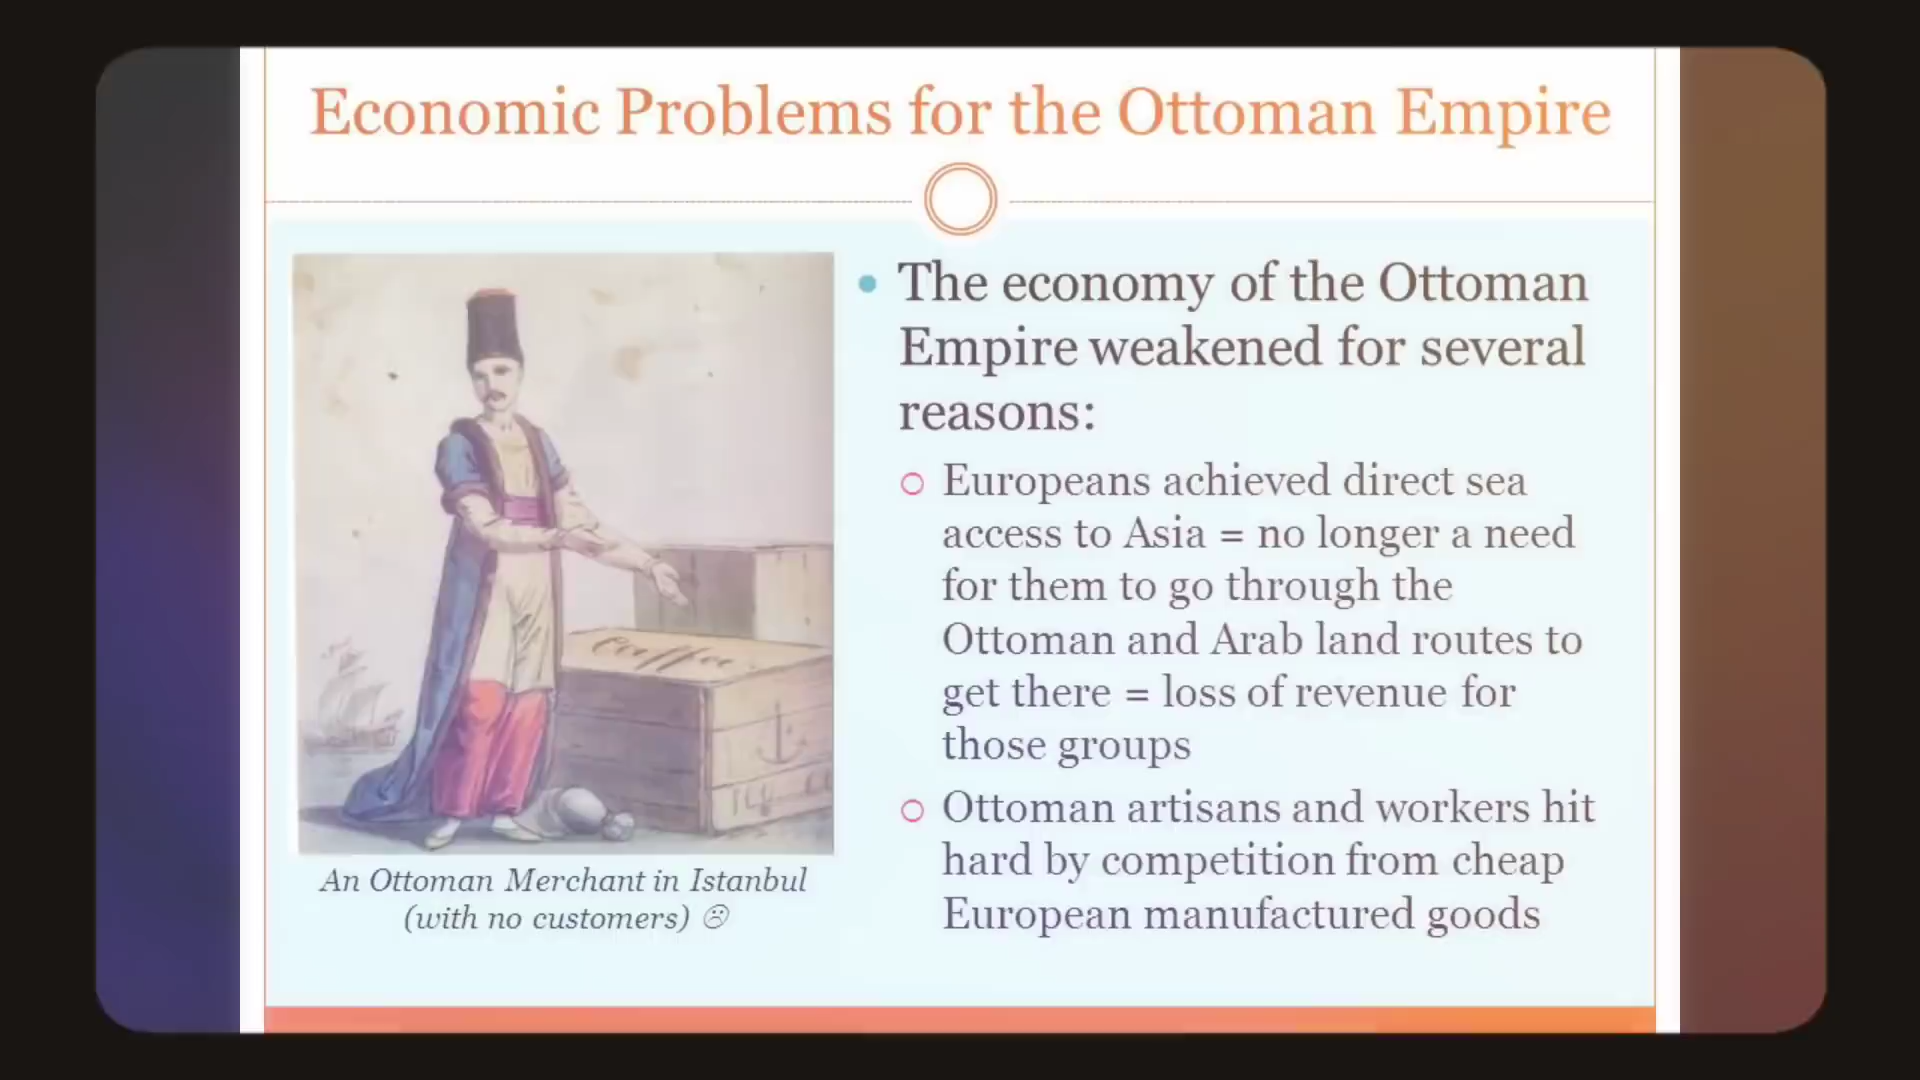 Economic Problems for the Ottoman Empire
The economy of the Ottoman
Empire weakened for several
reasons:
Europeans achieved direct sea
access to Asia = no longer a need
for them to go through the
Ottoman and Arab land routes to
get there = loss of revenue for
those groups
Ottoman artisans and workers hit
hard by competition from cheap
European manufactured goods
An Ottoman Merchant in Istanbul
(with no customers) ☹